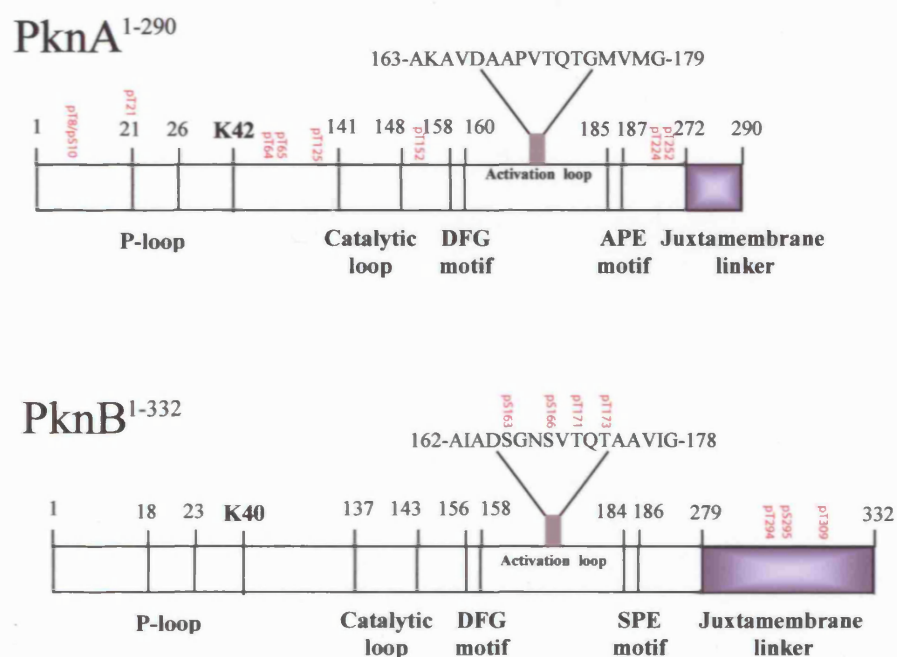 PknA1-290
163-AKAVDAAPVTQTGMVMG-179
1 pT8/pS10 pT21 21 26 K42 pT64 pT65 pT125 141 148 pT152 158 160 185 187 pT224 pT252 272 290
Activation loop
P-loop Catalytic loop DFG motif APE motif Juxtamembrane linker
PknB1-332
pS163 pS166 pT171 pT173
162-AIADSGNSVTQTAAVIG-178
1 18 23 K40 137 143 156 158 184 186 279 pT294 pS295 pT309 332
Activation loop
P-loop Catalytic loop DFG motif SPE motif Juxtamembrane linker